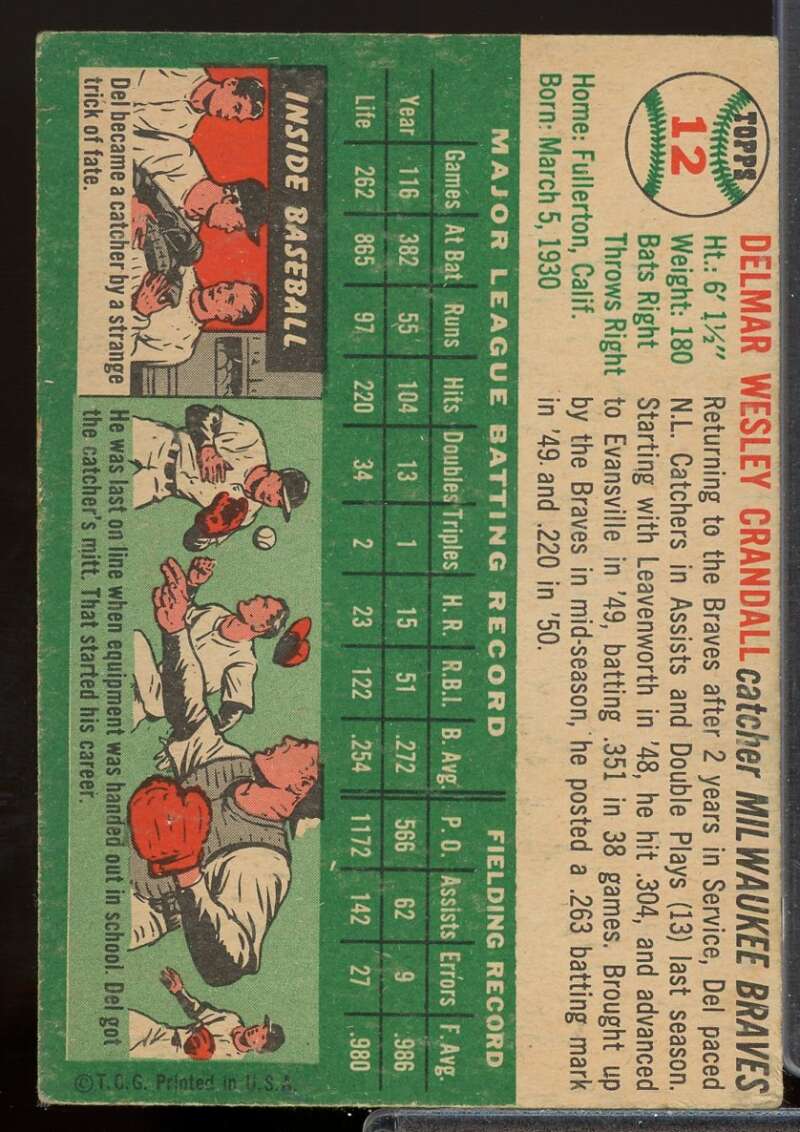 TOPPS
12
DELMAR WESLEY CRANDALL
catcher MILWAUKEE BRAVES
Ht.: 6' 1½"
Weight: 180
Bats Right
Throws Right
Home: Fullerton, Calif.
Born: March 5, 1930
Returning to the Braves after 2 years in Service, Del paced
N.L. Catchers in Assists and Double Plays (13) last season.
Starting with Leavenworth in '48, he hit .304, and advanced
to Evansville in '49, batting .351 in 38 games. Brought up
by the Braves in mid-season, he posted a .263 batting mark
in '49. and .220 in '50.
MAJOR LEAGUE BATTING RECORD FIELDING RECORD
Games At Bat Runs Hits Doubles Triples H. R. R.B.I. B. Avg. P. O. Assists Errors F. Avg.
Year 116 382 55 104 13 1 15 51 .272 566 62 9 .986
Life 262 865 97 220 34 2 23 122 .254 1172 142 27 .980
INSIDE BASEBALL
Del became a catcher by a strange
trick of fate.
He was last on line when equipment was handed out in school. Del got
the catcher's mitt. That started his career.
© T. C. G. Printed in U. S. A.